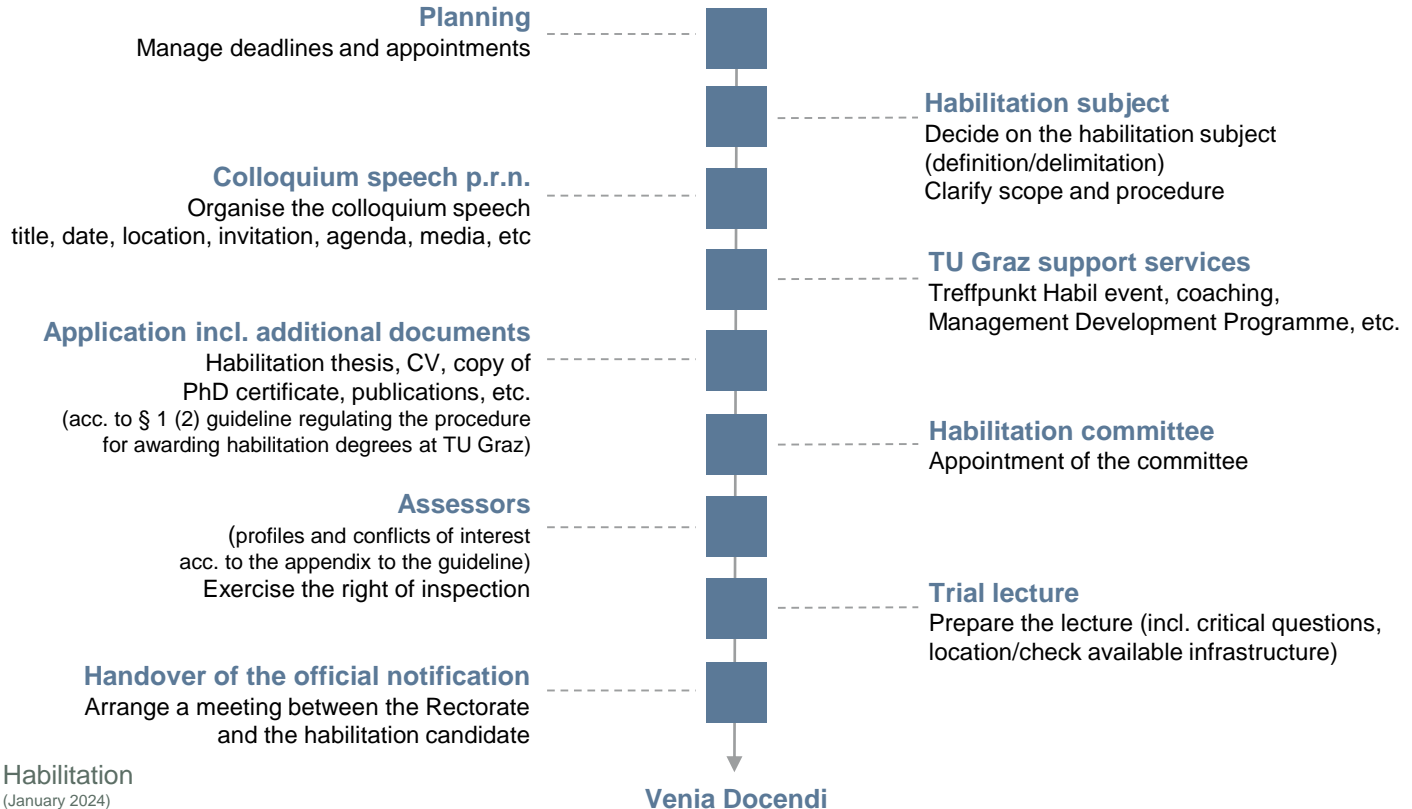 Planning
Manage deadlines and appointments
Habilitation subject
Decide on the habilitation subject
(definition/delimitation)
Clarify scope and procedure
Colloquium speech p.r.n.
Organise the colloquium speech
title, date, location, invitation, agenda, media, etc
TU Graz support services
Treffpunkt Habil event, coaching,
Management Development Programme, etc.
Application incl. additional documents
Habilitation thesis, CV, copy of
PhD certificate, publications, etc.
(acc. to § 1 (2) guideline regulating the procedure
for awarding habilitation degrees at TU Graz)
Habilitation committee
Appointment of the committee
Assessors
(profiles and conflicts of interest
acc. to the appendix to the guideline)
Exercise the right of inspection
Trial lecture
Prepare the lecture (incl. critical questions,
location/check available infrastructure)
Handover of the official notification
Arrange a meeting between the Rectorate
and the habilitation candidate
Habilitation
(January 2024)
Venia Docendi